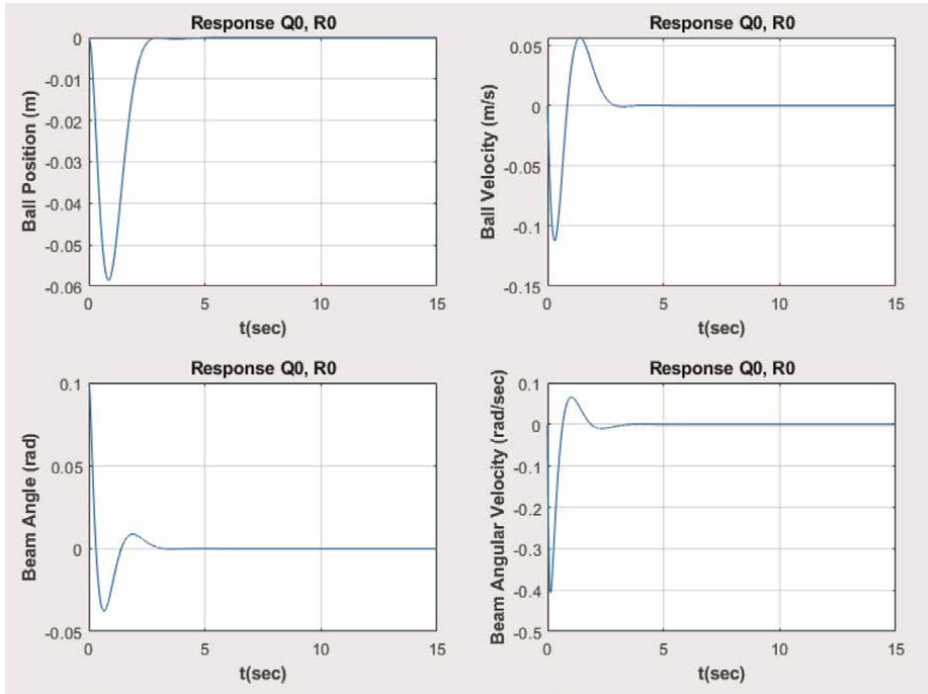 Response Q0, R0
Ball Position (m)
0
-0.01
-0.02
-0.03
-0.04
-0.05
-0.06
0 5 10 15
t(sec)
Response Q0, R0
Ball Velocity (m/s)
0.05
0
-0.05
-0.1
-0.15
0 5 10 15
t(sec)
Response Q0, R0
Beam Angle (rad)
0.1
0.05
0
-0.05
0 5 10 15
t(sec)
Response Q0, R0
Beam Angular Velocity (rad/sec)
0.1
0
-0.1
-0.2
-0.3
-0.4
-0.5
0 5 10 15
t(sec)